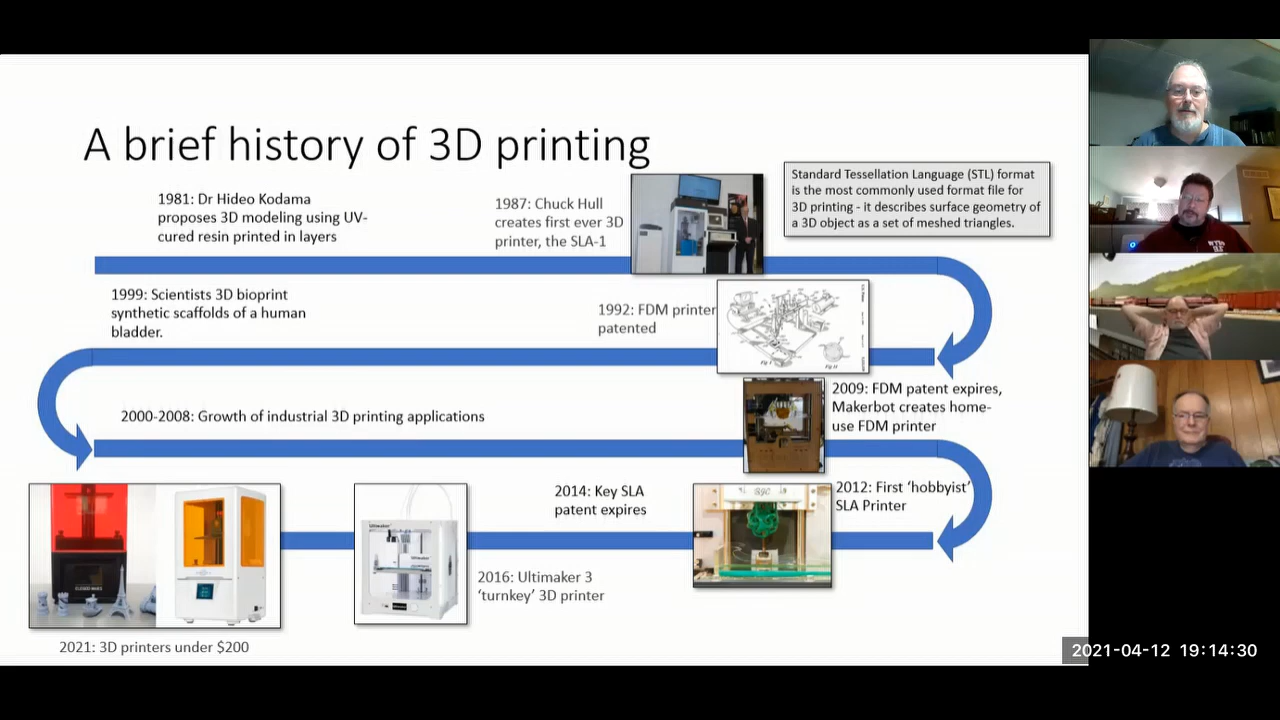 A brief history of 3D printing
1981: Dr Hideo Kodama
proposes 3D modeling using UV-
cured resin printed in layers
1987: Chuck Hull
creates first ever 3D
printer, the SLA-1
Standard Tessellation Language (STL) format
is the most commonly used format file for
3D printing - it describes surface geometry of
a 3D object as a set of meshed triangles.
1999: Scientists 3D bioprint
synthetic scaffolds of a human
bladder.
1992: FDM printer
patented
2000-2008: Growth of industrial 3D printing applications
2009: FDM patent expires,
Makerbot creates home-
use FDM printer
2014: Key SLA
patent expires
2012: First ‘hobbyist’
SLA Printer
Ultimaker
Ultimaker
2016: Ultimaker 3
‘turnkey’ 3D printer
2021: 3D printers under $200
2021-04-12 19:14:30